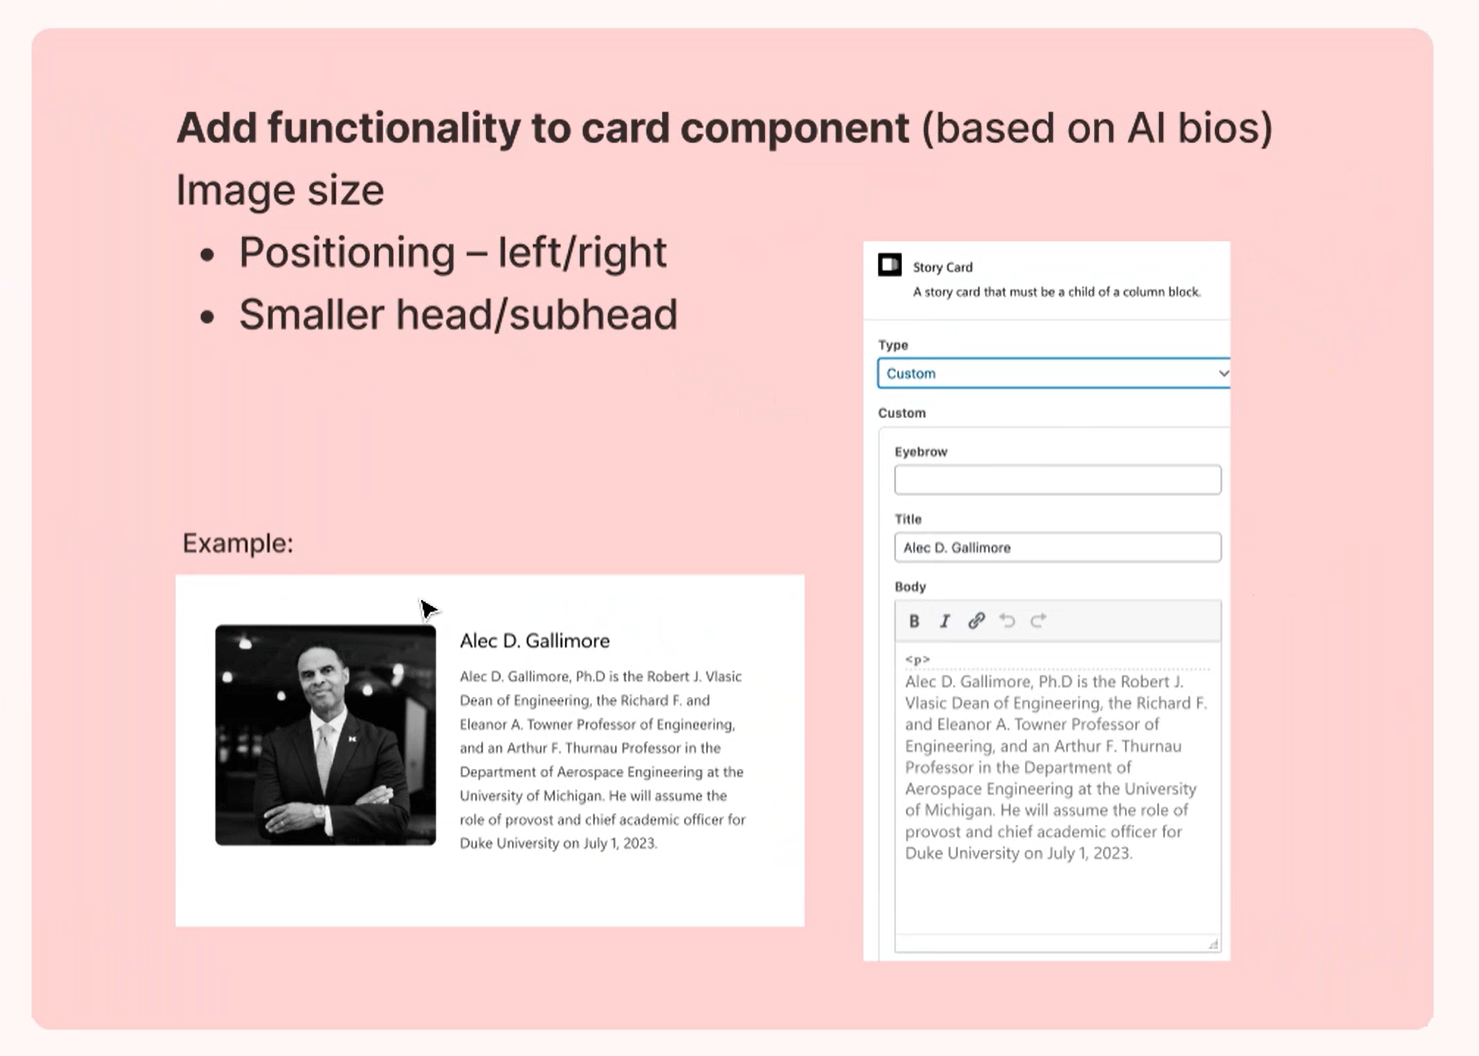 Add functionality to card component (based on AI bios)
Image size
• Positioning – left/right
• Smaller head/subhead
Example:
Alec D. Gallimore
Alec D. Gallimore, Ph.D is the Robert J. Vlasic
Dean of Engineering, the Richard F. and
Eleanor A. Towner Professor of Engineering,
and an Arthur F. Thurnau Professor in the
Department of Aerospace Engineering at the
University of Michigan. He will assume the
role of provost and chief academic officer for
Duke University on July 1, 2023.
Story Card
A story card that must be a child of a column block.
Type
Custom
Custom
Eyebrow
Title
Alec D. Gallimore
Body
B I
<p>
Alec D. Gallimore, Ph.D is the Robert J.
Vlasic Dean of Engineering, the Richard F.
and Eleanor A. Towner Professor of
Engineering, and an Arthur F. Thurnau
Professor in the Department of
Aerospace Engineering at the University
of Michigan. He will assume the role of
provost and chief academic officer for
Duke University on July 1, 2023.